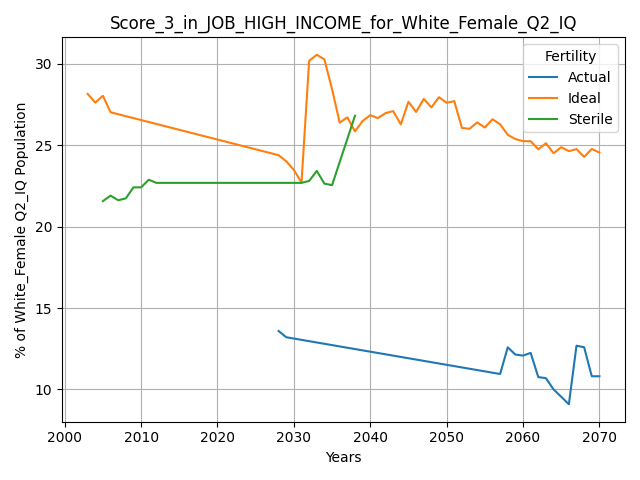 Score_3_in_JOB_HIGH_INCOME_for_White_Female_Q2_IQ
Fertility
Actual
Ideal
Sterile
% of White_Female Q2_IQ Population
30
25
20
15
10
2000 2010 2020 2030 2040 2050 2060 2070
Years